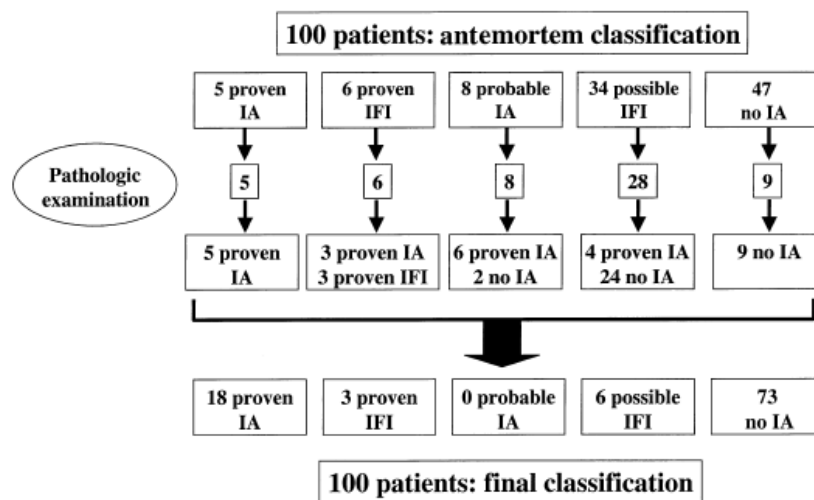 100 patients: antemortem classification
5 proven
IA
6 proven
IFI
8 probable
IA
34 possible
IFI
47
no IA
Pathologic
examination
5
6
8
28
9
5 proven
IA
3 proven IA
3 proven IFI
6 proven IA
2 no IA
4 proven IA
24 no IA
9 no IA
18 proven
IA
3 proven
IFI
0 probable
IA
6 possible
IFI
73
no IA
100 patients: final classification